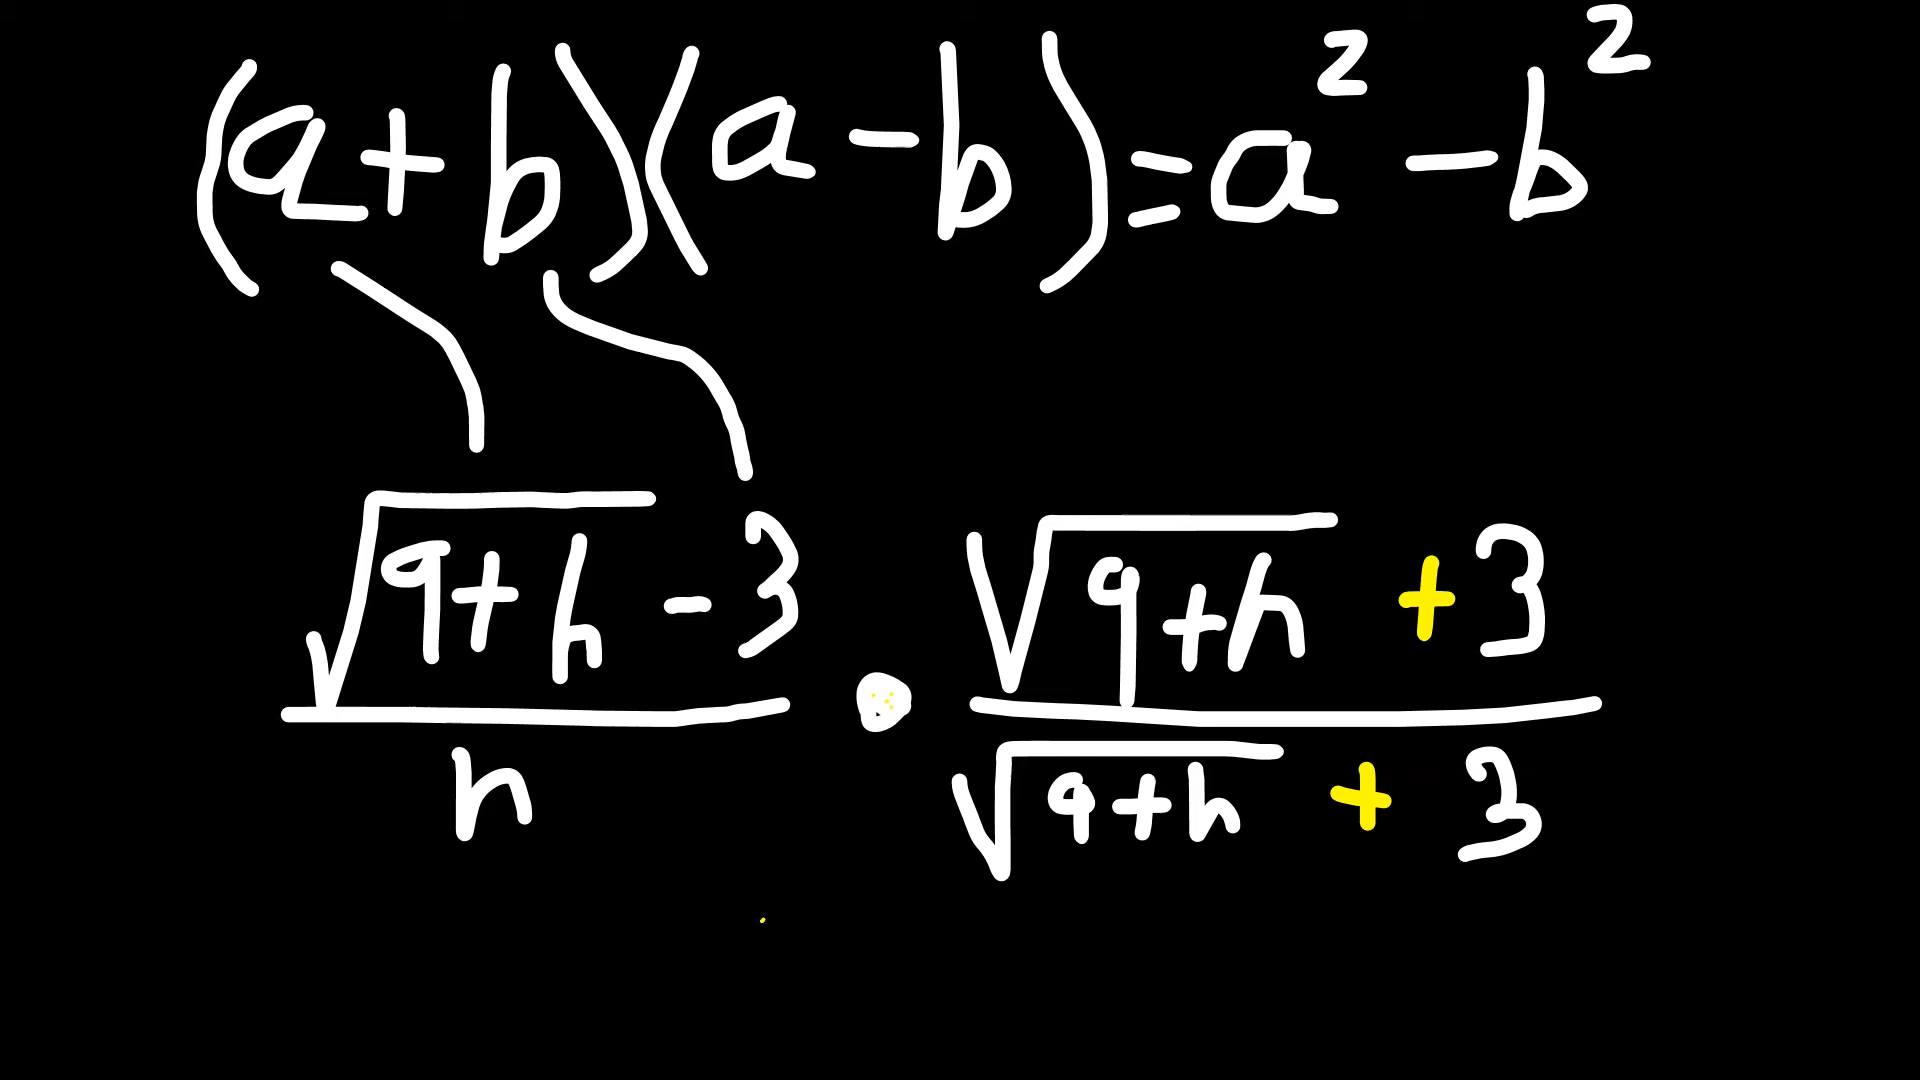 (a+b)(a-b)=a²-b²
√9+h - 3 √9+h + 3
h √9+h + 3